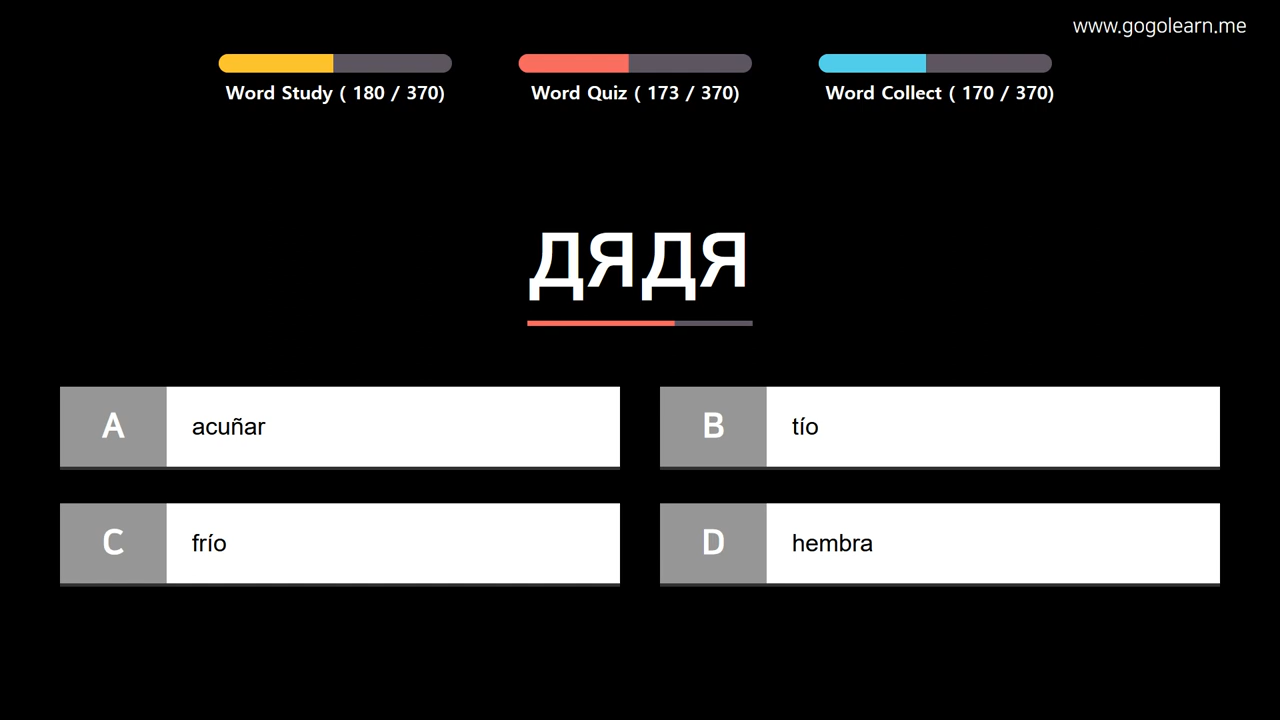 www.gogolearn.me
Word Study ( 180 / 370)
Word Quiz ( 173 / 370)
Word Collect ( 170 / 370)
дядя
A
acuñar
B
tío
C
frío
D
hembra